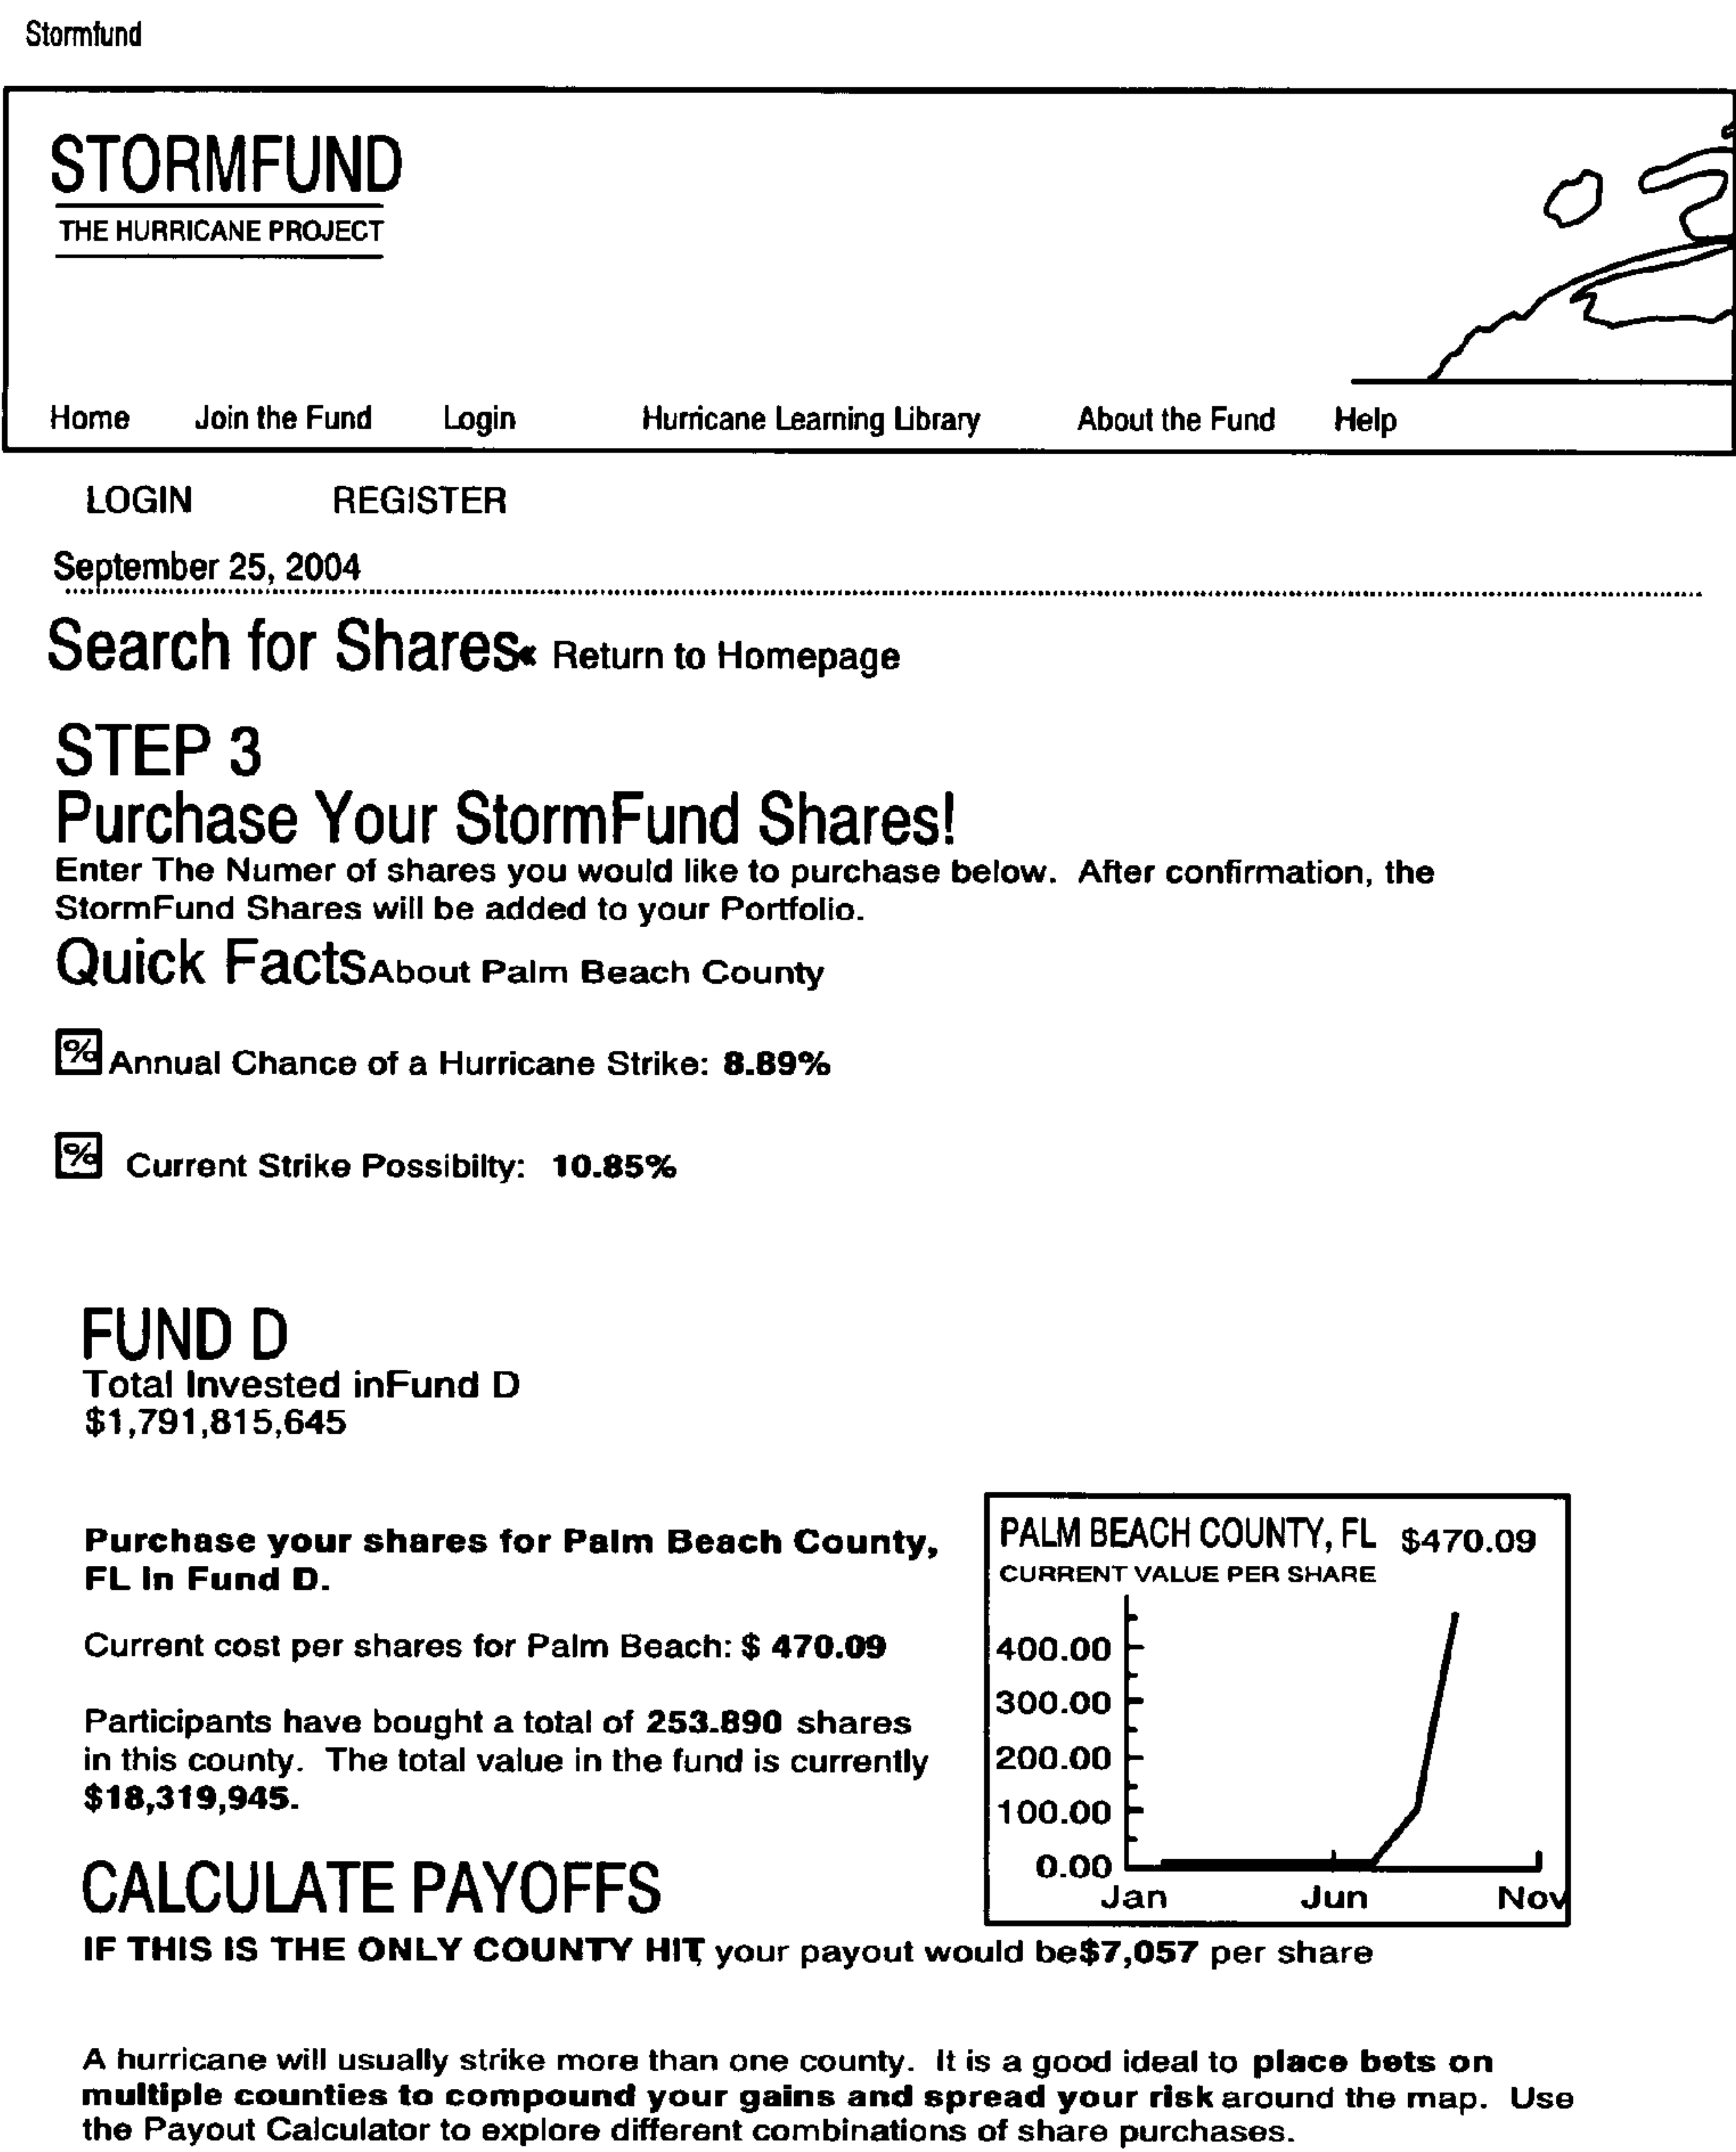 Stormfund
STORMFUND
THE HURRICANE PROJECT
Home Join the Fund Login Hurricane Learning Library About the Fund Help
LOGIN REGISTER
September 25, 2004
Search for Shares« Return to Homepage
STEP 3
Purchase Your StormFund Shares!
Enter The Numer of shares you would like to purchase below. After confirmation, the
StormFund Shares will be added to your Portfolio.
Quick Facts About Palm Beach County
% Annual Chance of a Hurricane Strike: 8.89%
% Current Strike Possibilty: 10.85%
FUND D
Total Invested inFund D
$1,791,815,645
Purchase your shares for Palm Beach County,
FL in Fund D.
Current cost per shares for Palm Beach: $ 470.09
Participants have bought a total of 253.890 shares
in this county. The total value in the fund is currently
$18,319,945.
PALM BEACH COUNTY, FL $470.09
CURRENT VALUE PER SHARE
400.00
300.00
200.00
100.00
0.00
Jan Jun Nov
CALCULATE PAYOFFS
IF THIS IS THE ONLY COUNTY HIT, your payout would be$7,057 per share
A hurricane will usually strike more than one county. It is a good ideal to place bets on
multiple counties to compound your gains and spread your risk around the map. Use
the Payout Calculator to explore different combinations of share purchases.